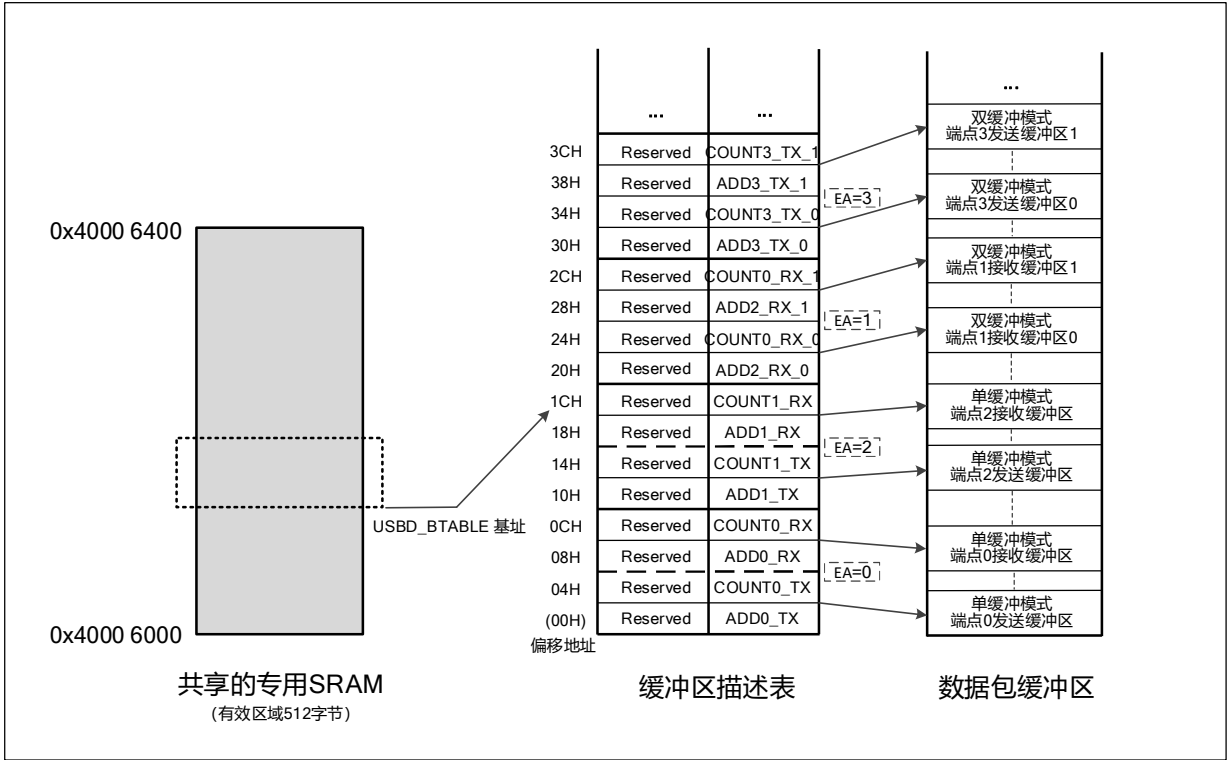 0x4000 6400
0x4000 6000
USBD_BTABLE 基址
共享的专用SRAM
(有效区域512字节)
... ...
3CH Reserved COUNT3_TX_1
38H Reserved ADD3_TX_1
34H Reserved COUNT3_TX_0
30H Reserved ADD3_TX_0
2CH Reserved COUNT0_RX_1
28H Reserved ADD2_RX_1
24H Reserved COUNT0_RX_0
20H Reserved ADD2_RX_0
1CH Reserved COUNT1_RX
18H Reserved ADD1_RX
14H Reserved COUNT1_TX
10H Reserved ADD1_TX
0CH Reserved COUNT0_RX
08H Reserved ADD0_RX
04H Reserved COUNT0_TX
(00H) Reserved ADD0_TX
偏移地址
缓冲区描述表
EA=3
EA=1
EA=2
EA=0
...
双缓冲模式
端点3发送缓冲区1
双缓冲模式
端点3发送缓冲区0
双缓冲模式
端点1接收缓冲区1
双缓冲模式
端点1接收缓冲区0
单缓冲模式
端点2接收缓冲区
单缓冲模式
端点2发送缓冲区
单缓冲模式
端点0接收缓冲区
单缓冲模式
端点0发送缓冲区
数据包缓冲区